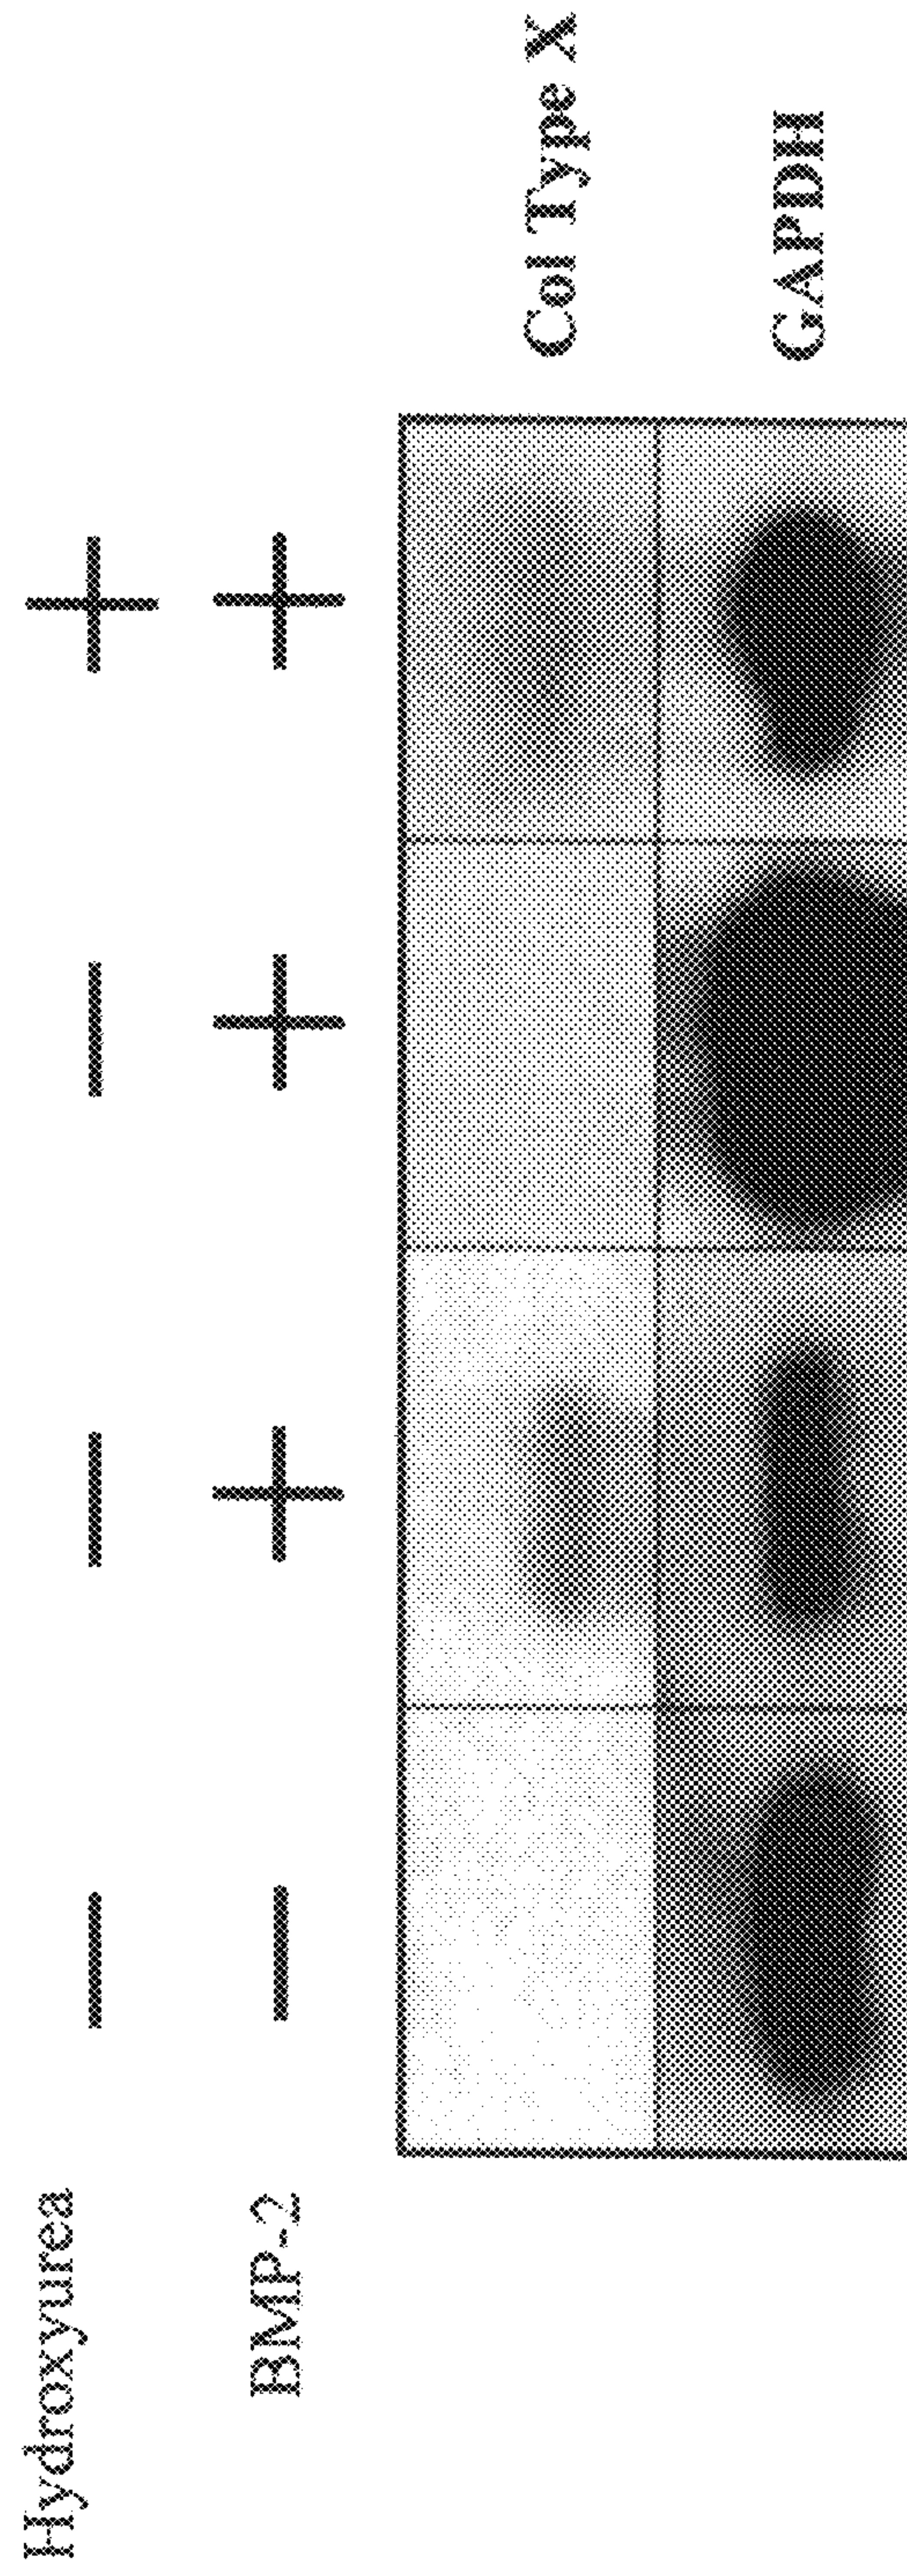 Hydroxyurea − − − +
BMP-2 − + + +
Col Type X
GAPDH